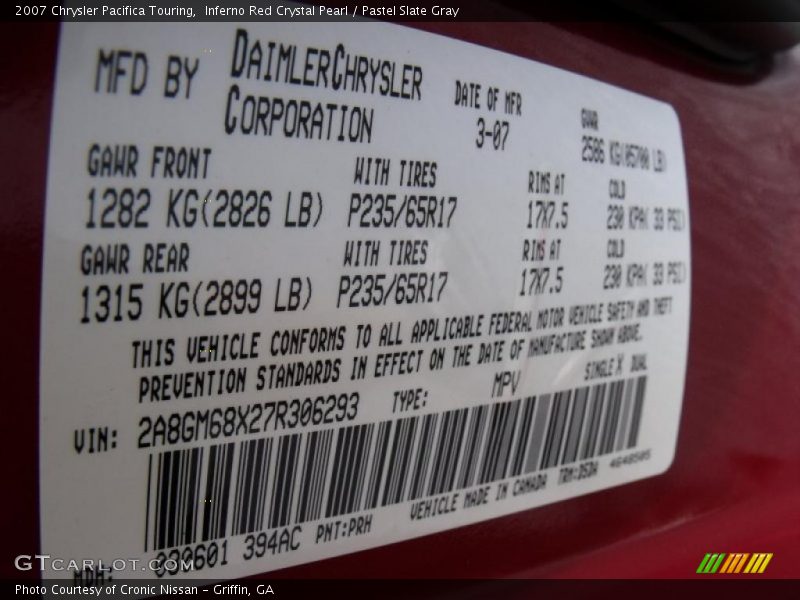 2007 Chrysler Pacifica Touring, Inferno Red Crystal Pearl / Pastel Slate Gray
MFD BY DAIMLERCHRYSLER CORPORATION DATE OF MFR 3-07 GVWR 2586 KG(05700 LB)
GAWR FRONT WITH TIRES RIMS AT COLD
1282 KG(2826 LB) P235/65R17 17X7.5 230 KPA( 33 PSI)
GAWR REAR WITH TIRES RIMS AT COLD
1315 KG(2899 LB) P235/65R17 17X7.5 230 KPA( 33 PSI)
THIS VEHICLE CONFORMS TO ALL APPLICABLE FEDERAL MOTOR VEHICLE SAFETY AND THEFT
PREVENTION STANDARDS IN EFFECT ON THE DATE OF MANUFACTURE SHOWN ABOVE.
VIN: 2A8GM68X27R306293 TYPE: MPV SINGLE X DUAL
VEHICLE MADE IN CANADA TRM:D5DA
MDH: 030601 394AC PNT:PRH
GTCarLot.com
Photo Courtesy of Cronic Nissan - Griffin, GA